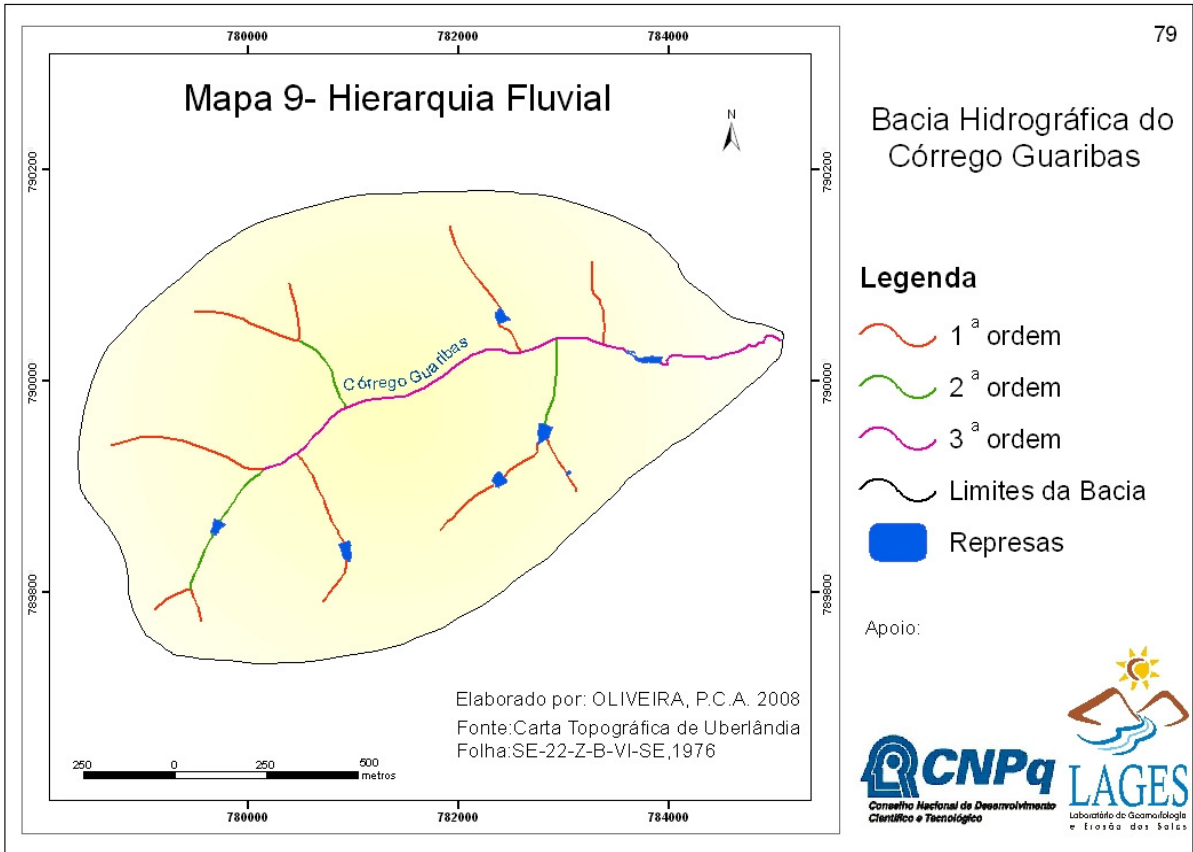 79
780000
782000
784000
Mapa 9- Hierarquia Fluvial
N
790200
790200
790000
790000
789800
789800
Córrego Guaribas
Elaborado por: OLIVEIRA, P.C.A. 2008
Fonte:Carta Topográfica de Uberlândia
Folha:SE-22-Z-B-VI-SE,1976
250 0 250 500
metros
780000
782000
784000
Bacia Hidrográfica do
Córrego Guaribas
Legenda
1ª ordem
2ª ordem
3ª ordem
Limites da Bacia
Represas
Apoio:
CNPq
Conselho Nacional de Desenvolvimento
Científico e Tecnológico
LAGES
Laboratório de Geomorfologia
e Erosão dos Solos